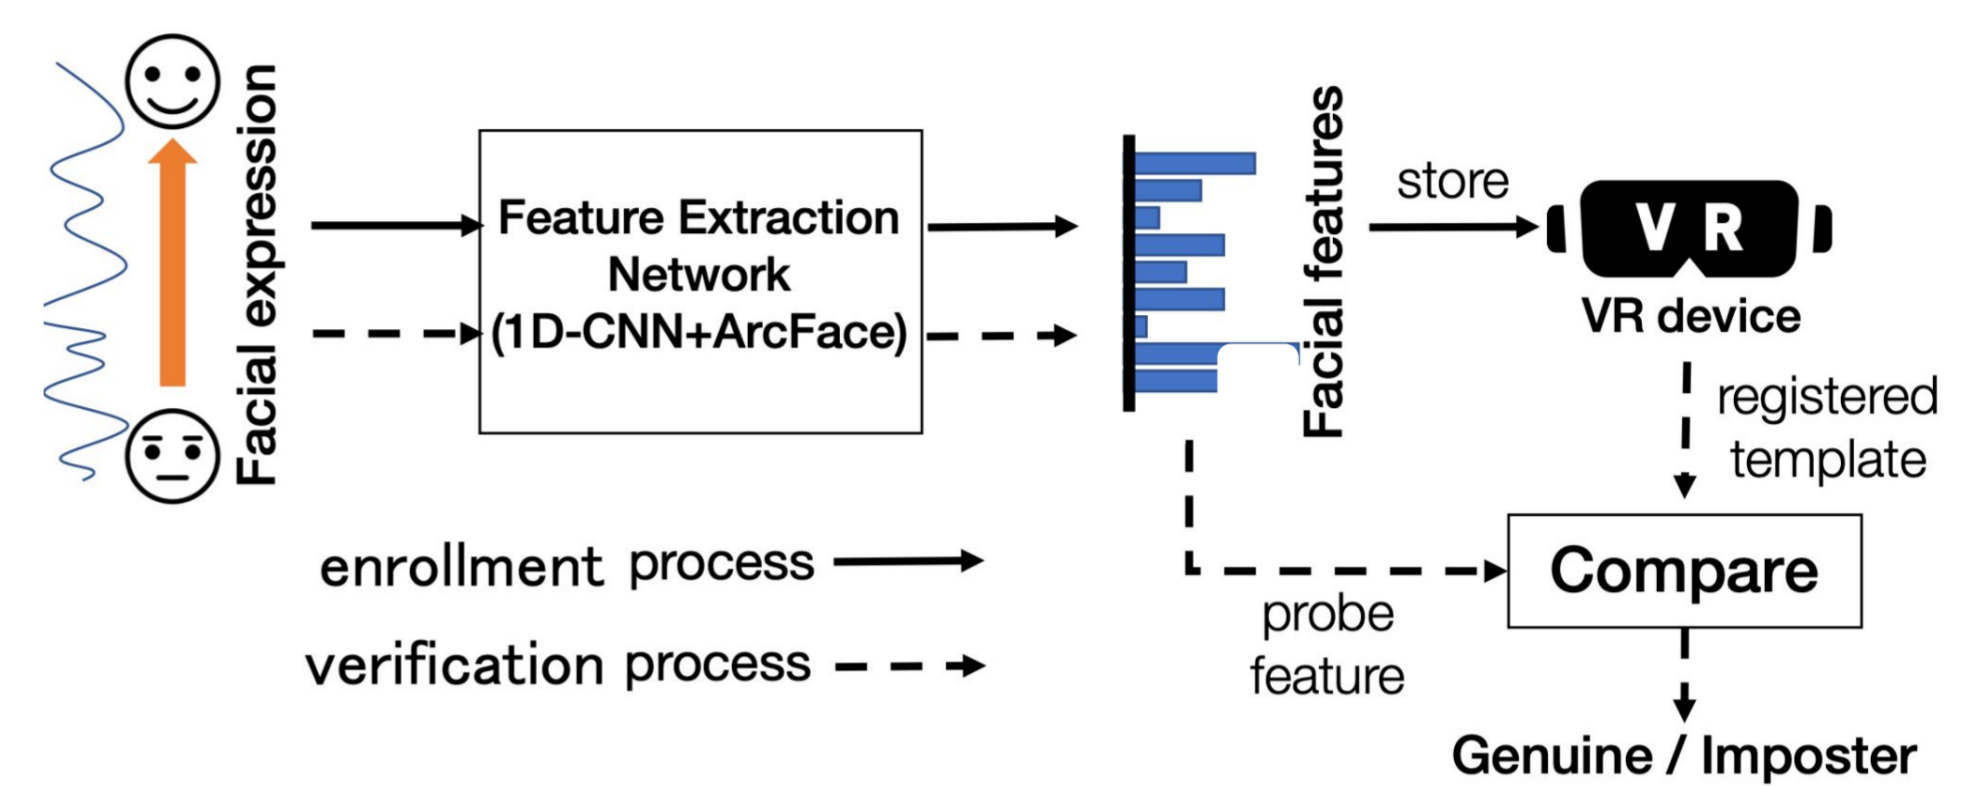 Facial expression
Feature Extraction
Network
(1D-CNN+ArcFace)
Facial features
store
VR
VR device
registered
template
Compare
probe
feature
Genuine / Imposter
enrollment process
verification process